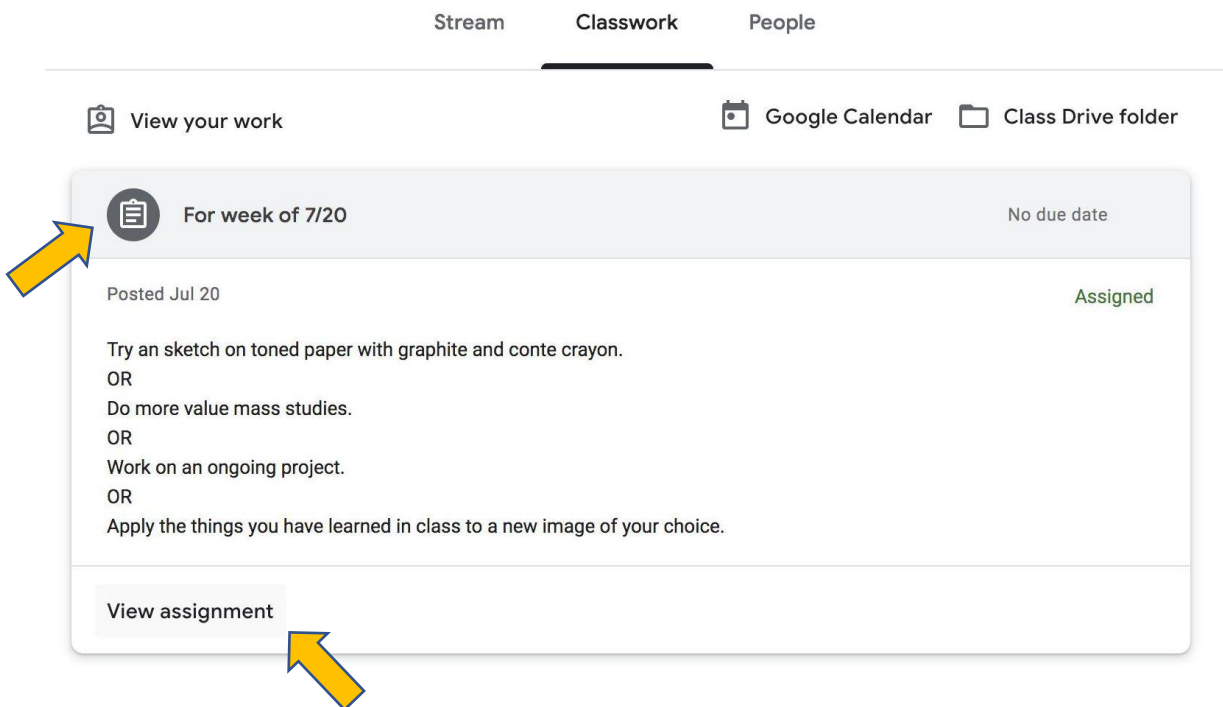 Stream Classwork People
View your work Google Calendar Class Drive folder
For week of 7/20 No due date
Posted Jul 20 Assigned
Try an sketch on toned paper with graphite and conte crayon.
OR
Do more value mass studies.
OR
Work on an ongoing project.
OR
Apply the things you have learned in class to a new image of your choice.
View assignment